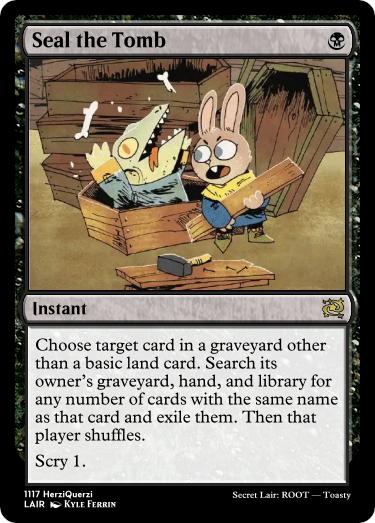 Seal the Tomb
Instant
Choose target card in a graveyard other
than a basic land card. Search its
owner's graveyard, hand, and library for
any number of cards with the same name
as that card and exile them. Then that
player shuffles.
Scry 1.
1117 HerziQuerzi
LAIR Kyle Ferrin
Secret Lair: ROOT — Toasty